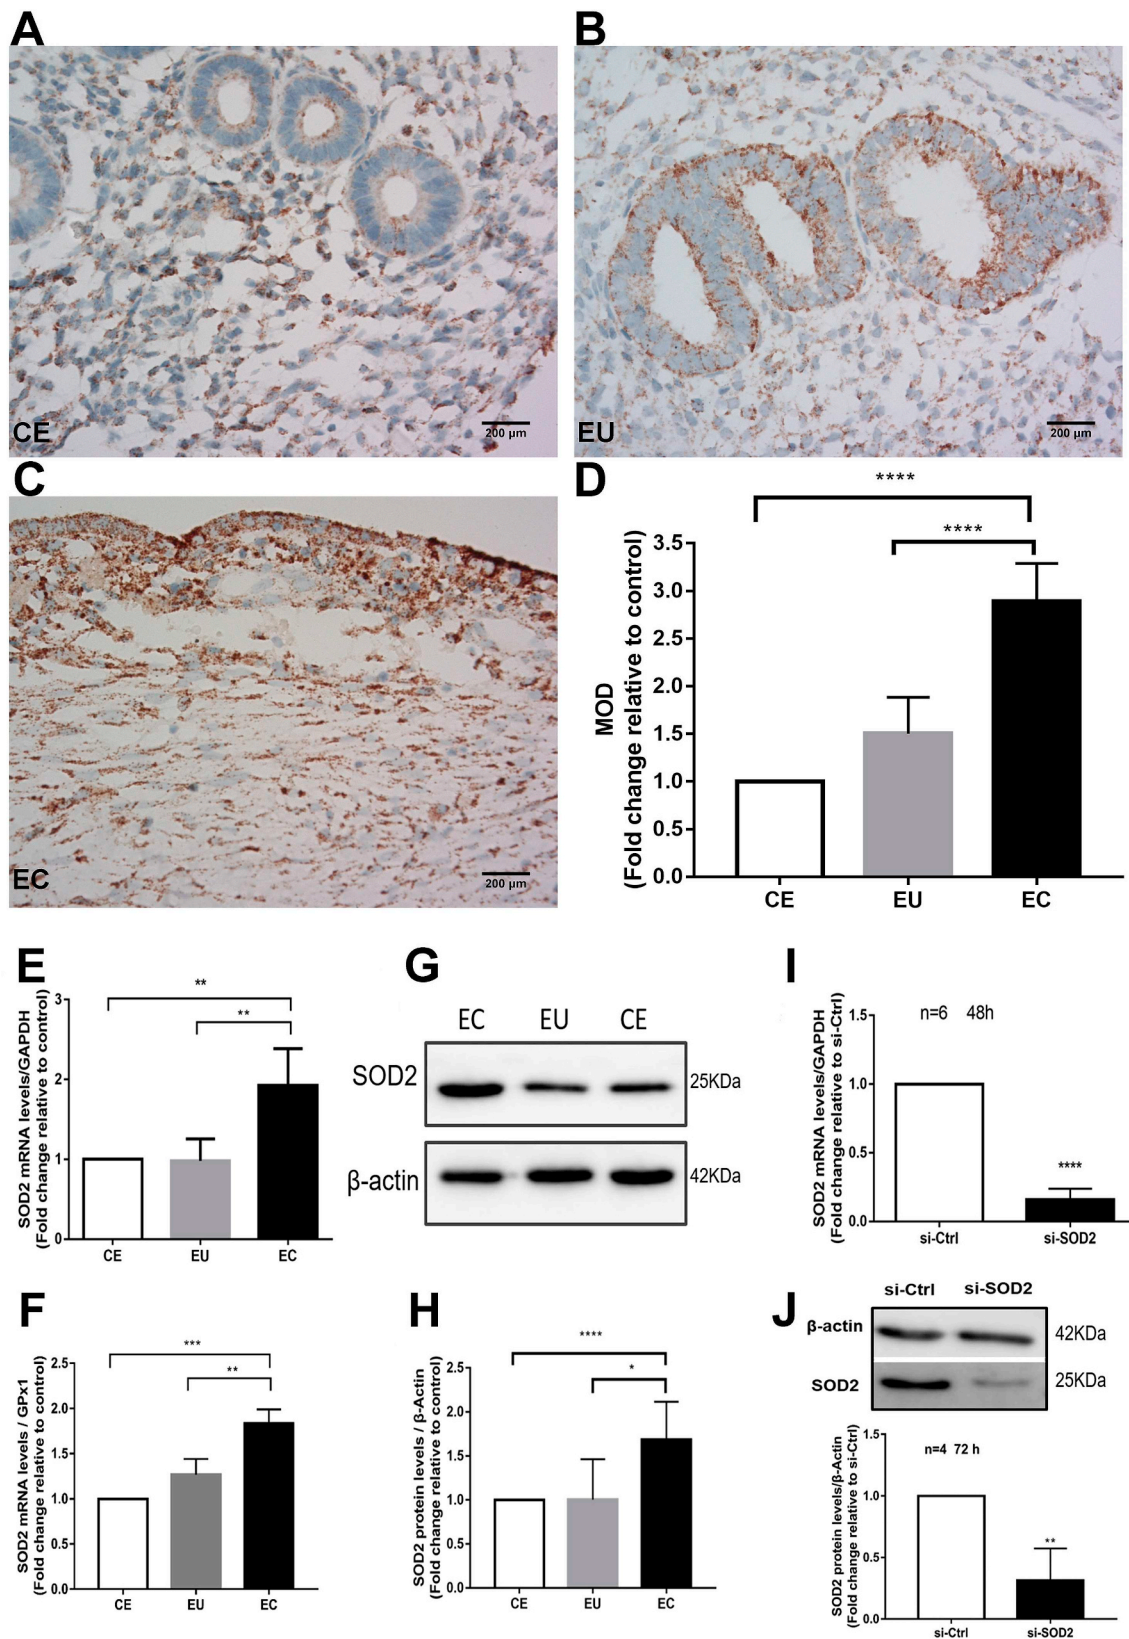 A
CE
200 µm
B
EU
200 µm
C
EC
200 µm
D
****
****
MOD
(Fold change relative to control)
3.5
3.0
2.5
2.0
1.5
1.0
0.5
0.0
CE EU EC
E
**
**
SOD2 mRNA levels/GAPDH
(Fold change relative to control)
3
2
1
0
CE EU EC
G
EC EU CE
SOD2
25KDa
β-actin
42KDa
I
n=6 48h
SOD2 mRNA levels/GAPDH
(Fold change relative to si-Ctrl)
1.5
1.0
0.5
0.0
****
si-Ctrl si-SOD2
F
***
**
SOD2 mRNA levels / GPx1
(Fold change relative to control)
2.5
2.0
1.5
1.0
0.5
0.0
CE EU EC
H
****
*
SOD2 protein levels / β-Actin
(Fold change relative to control)
2.5
2.0
1.5
1.0
0.5
0.0
CE EU EC
J
si-Ctrl si-SOD2
β-actin
42KDa
SOD2
25KDa
n=4 72 h
SOD2 protein levels/β-Actin
(Fold change relative to si-Ctrl)
1.5
1.0
0.5
0.0
**
si-Ctrl si-SOD2